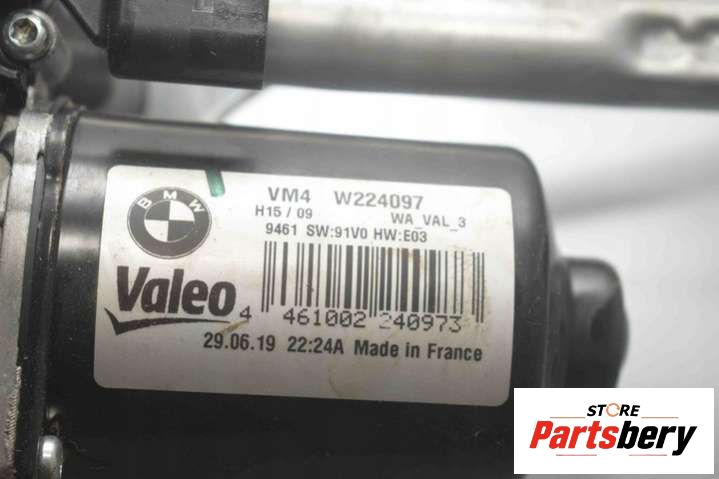 BMW
VM4 W224097
H15 / 09 WA_VAL_3
9461 SW:91V0 HW:E03
Valeo
4 461002 240973
29.06.19 22:24A Made in France
STORE
Partsbery